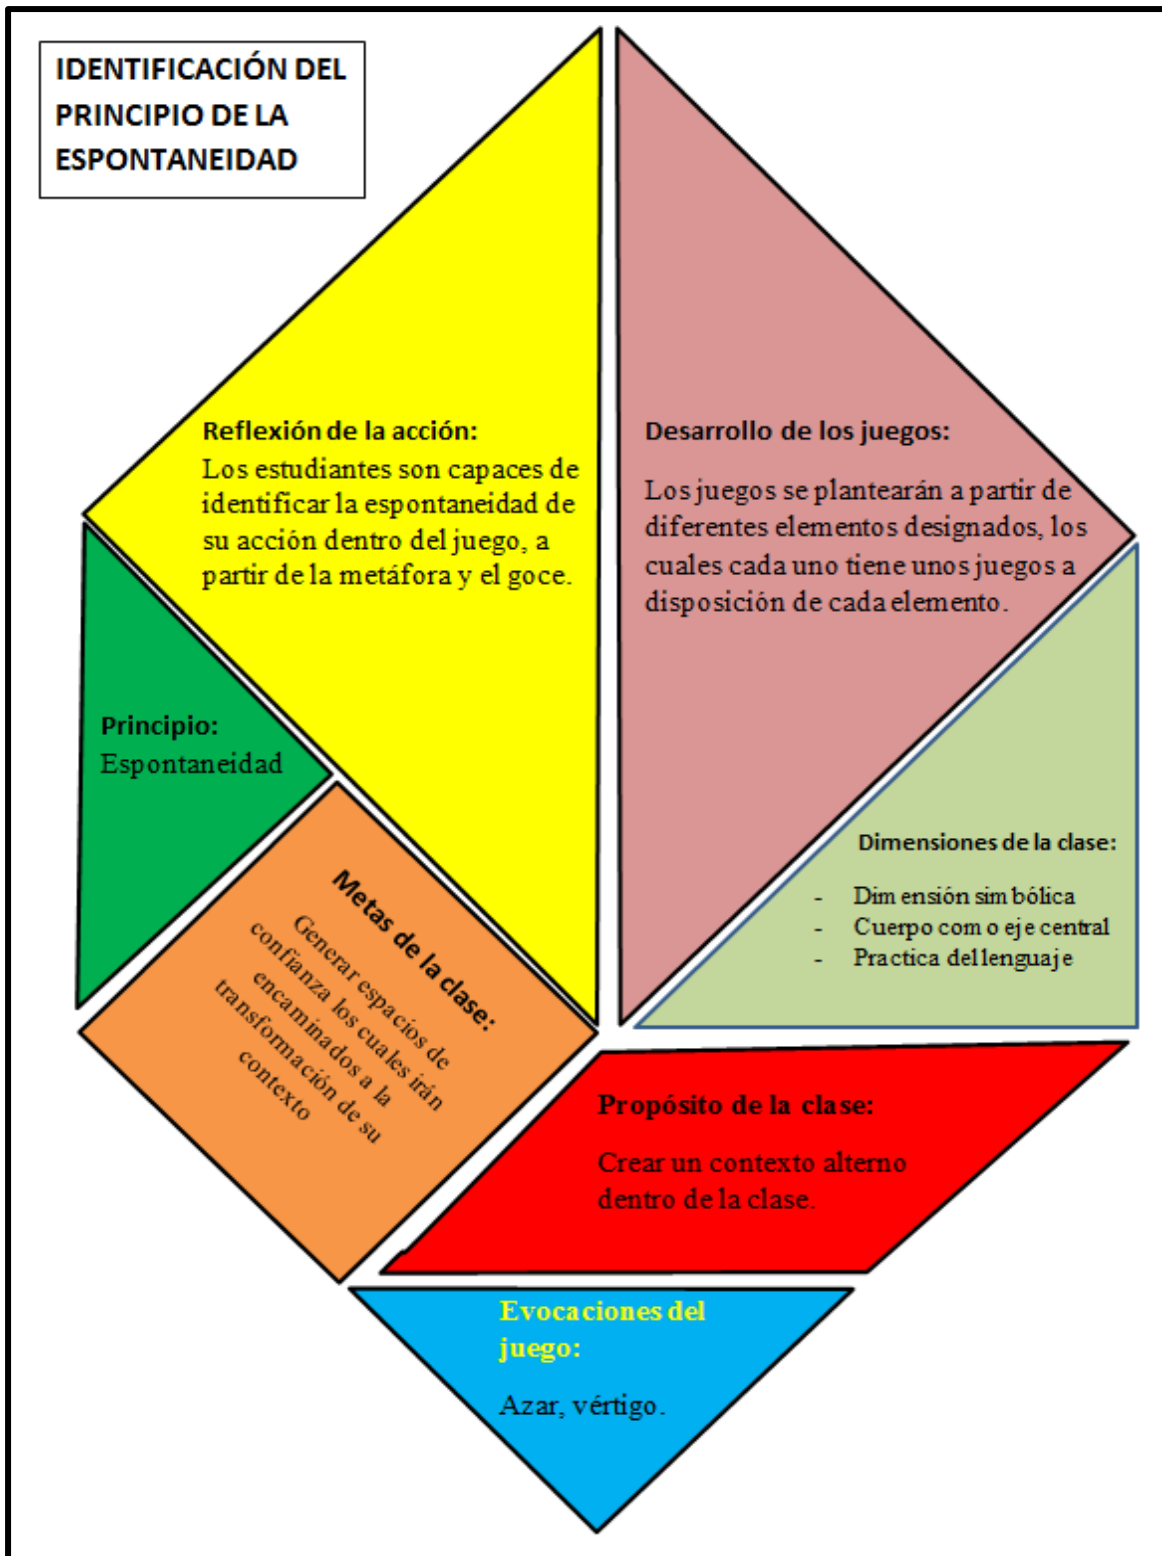 IDENTIFICACIÓN DEL
PRINCIPIO DE LA
ESPONTANEIDAD
Reflexión de la acción:
Los estudiantes son capaces de
identificar la espontaneidad de
su acción dentro del juego, a
partir de la metáfora y el goce.
Desarrollo de los juegos:
Los juegos se plantearán a partir de
diferentes elementos designados, los
cuales cada uno tiene unos juegos a
disposición de cada elemento.
Principio:
Espontaneidad
Dimensiones de la clase:
- Dimensión simbólica
- Cuerpo como eje central
- Practica del lenguaje
Metas de la clase:
Generar espacios de
confianza los cuales irán
encaminados a la
transformación de su
contexto
Propósito de la clase:
Crear un contexto alterno
dentro de la clase.
Evocaciones del
juego:
Azar, vértigo.